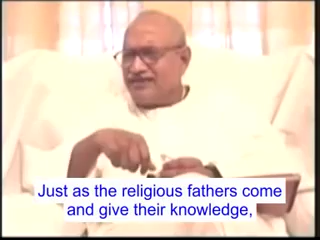 Just as the religious fathers come
and give their knowledge,